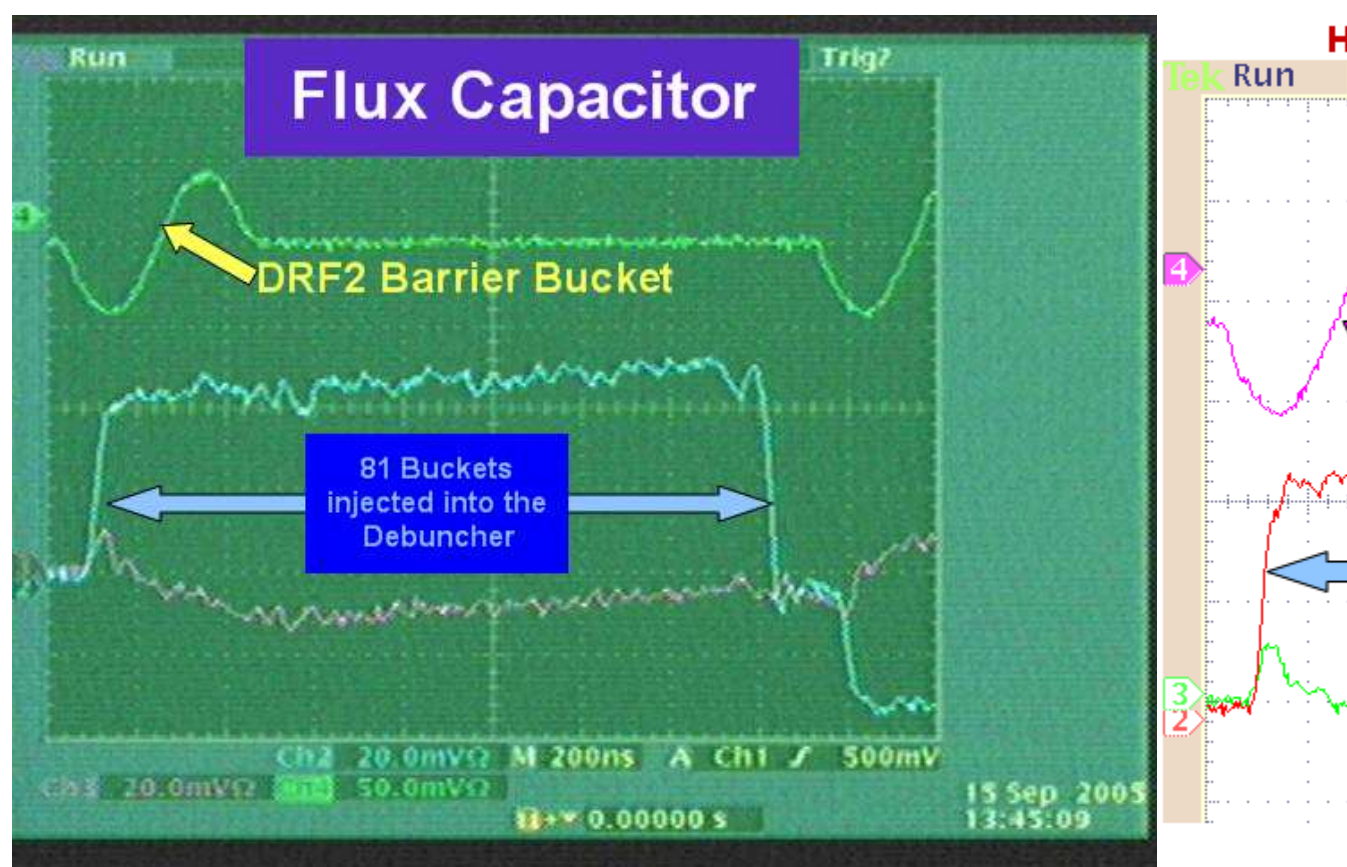 Run
Trig?
Flux Capacitor
4
DRF2 Barrier Bucket
81 Buckets
injected into the
Debuncher
Ch2 20.0mVΩ M 200ns A Ch1 ƒ 500mV
Ch3 20.0mVΩ 50.0mVΩ
0.00000 s
15 Sep 2005
13:45:09
H
Tek Run
4
3
2